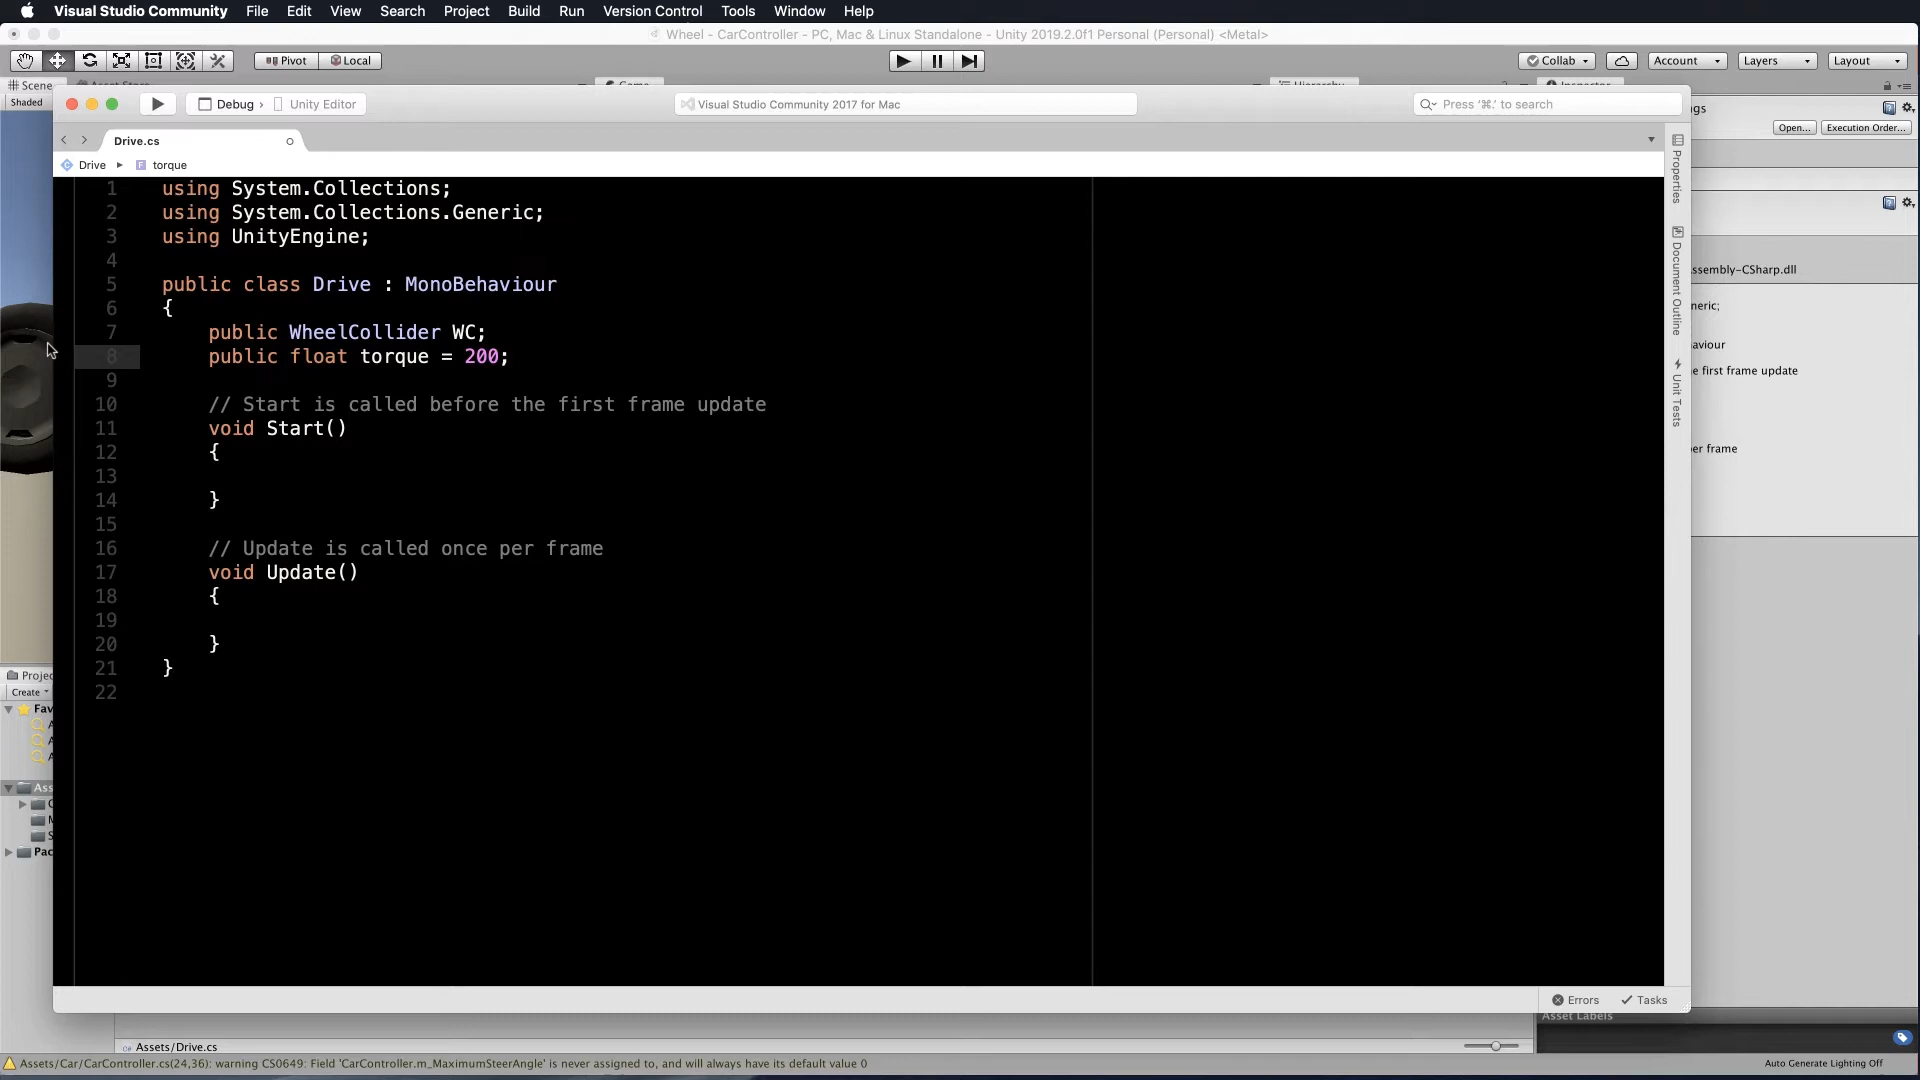 Visual Studio Community File Edit View Search Project Build Run Version Control Tools Window Help
Wheel - CarController - PC, Mac & Linux Standalone - Unity 2019.2.0f1 Personal (Personal) <Metal>
Pivot Local Collab Account Layers Layout
Scene
Shaded
Debug › Unity Editor
Visual Studio Community 2017 for Mac
Press '⌘.' to search
Open... Execution Order...
Drive.cs
Drive ▸ torque
1 using System.Collections;
2 using System.Collections.Generic;
3 using UnityEngine;
4
5 public class Drive : MonoBehaviour
6 {
7 public WheelCollider WC;
8 public float torque = 200;
9
10 // Start is called before the first frame update
11 void Start()
12 {
13
14 }
15
16 // Update is called once per frame
17 void Update()
18 {
19
20 }
21 }
22
Properties
Document Outline
Unit Tests
ssembly-CSharp.dll
neric;
aviour
e first frame update
er frame
Projec
Create
Fav
Ass
Pac
Errors Tasks
Asset Labels
Assets/Drive.cs
Assets/Car/CarController.cs(24,36): warning CS0649: Field 'CarController.m_MaximumSteerAngle' is never assigned to, and will always have its default value 0
Auto Generate Lighting Off